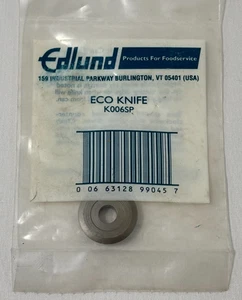 Edlund
Products For Foodservice
159 INDUSTRIAL PARKWAY BURLINGTON, VT 05401 (USA)
ECO KNIFE
K006SP
0 06 63128 99045 7